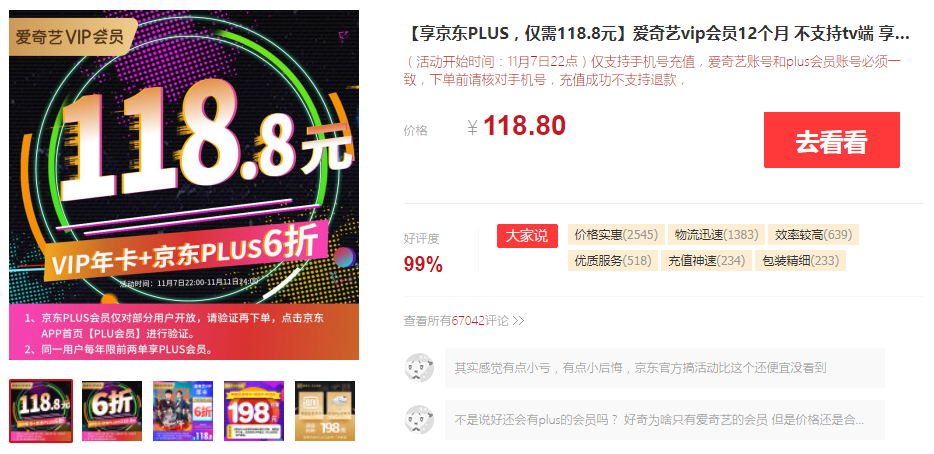 爱奇艺VIP会员
118.8元
VIP年卡+京东PLUS6折
活动时间：11月7日22:00-11月11日24:00
1、京东PLUS会员仅对部分用户开放，请验证再下单，点击京东
APP首页【PLU会员】进行验证。
2、同一用户每年限前两单享PLUS会员。
118.8元
6折
6折
118.8
198
198元
【享京东PLUS，仅需118.8元】爱奇艺vip会员12个月 不支持tv端 享...
（活动开始时间：11月7日22点）仅支持手机号充值，爱奇艺账号和plus会员账号必须一
致，下单前请核对手机号，充值成功不支持退款，
价格 ￥118.80
去看看
好评度
99%
大家说
价格实惠(2545) 物流迅速(1383) 效率较高(639)
优质服务(518) 充值神速(234) 包装精细(233)
查看所有67042评论 >>
其实感觉有点小亏，有点小后悔，京东官方搞活动比这个还便宜没看到
不是说好还会有plus的会员吗？ 好奇为啥只有爱奇艺的会员 但是价格还是合...